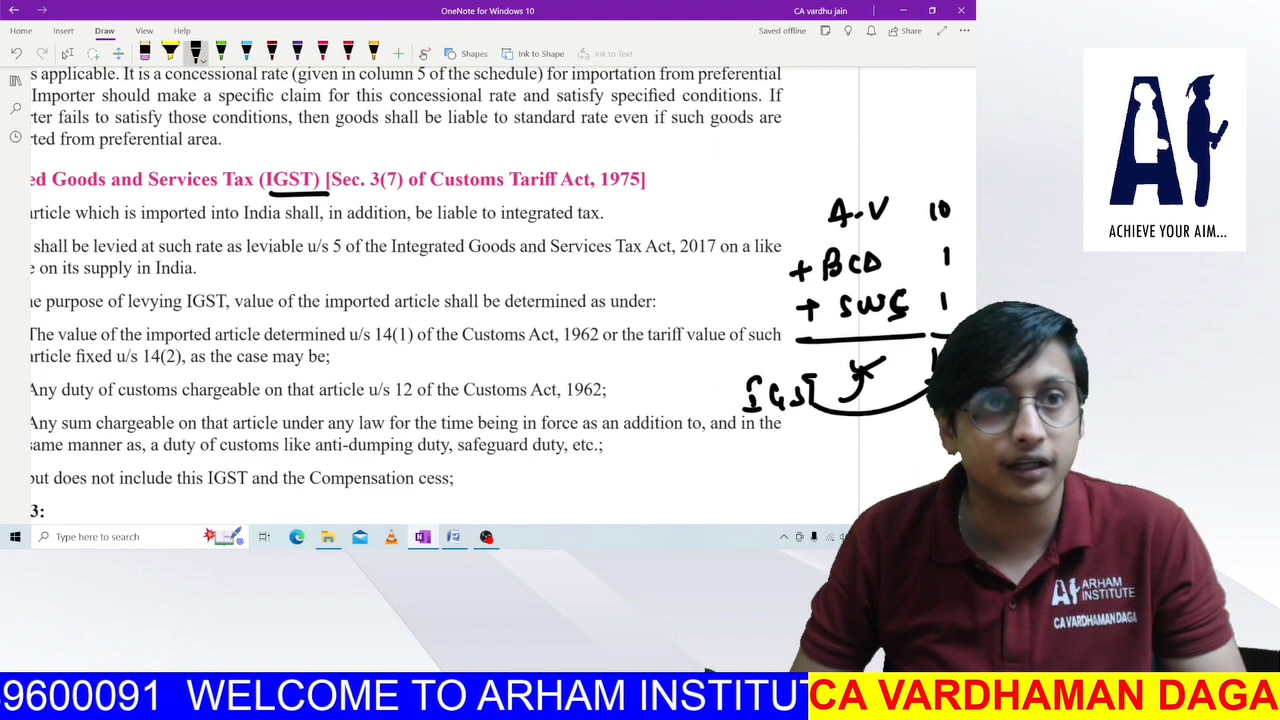 OneNote for Windows 10
CA vardhu jain
Home Insert Draw View Help
Saved offline
Share
Shapes
Ink to Shape
Ink to Text
s applicable. It is a concessional rate (given in column 5 of the schedule) for importation from preferential
Importer should make a specific claim for this concessional rate and satisfy specified conditions. If
rter fails to satisfy those conditions, then goods shall be liable to standard rate even if such goods are
rted from preferential area.
ed Goods and Services Tax (IGST) [Sec. 3(7) of Customs Tariff Act, 1975]
article which is imported into India shall, in addition, be liable to integrated tax.
shall be levied at such rate as leviable u/s 5 of the Integrated Goods and Services Tax Act, 2017 on a like
e on its supply in India.
ne purpose of levying IGST, value of the imported article shall be determined as under:
The value of the imported article determined u/s 14(1) of the Customs Act, 1962 or the tariff value of such
article fixed u/s 14(2), as the case may be;
Any duty of customs chargeable on that article u/s 12 of the Customs Act, 1962;
Any sum chargeable on that article under any law for the time being in force as an addition to, and in the
same manner as, a duty of customs like anti-dumping duty, safeguard duty, etc.;
but does not include this IGST and the Compensation cess;
3:
A.V 10
+ BCD 1
+ SWS 1
IGST
Type here to search
ACHIEVE YOUR AIM...
ARHAM
INSTITUTE
CA VARDHAMAN DAGA
9600091 WELCOME TO ARHAM INSTITU
CA VARDHAMAN DAGA